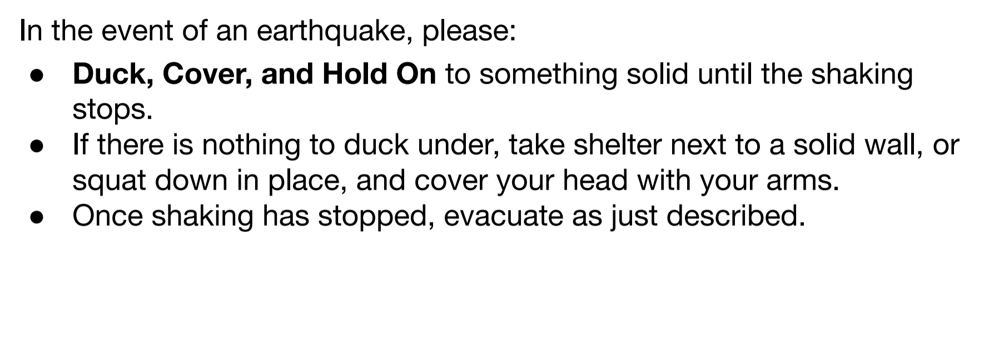 In the event of an earthquake, please:
● Duck, Cover, and Hold On to something solid until the shaking
stops.
● If there is nothing to duck under, take shelter next to a solid wall, or
squat down in place, and cover your head with your arms.
● Once shaking has stopped, evacuate as just described.